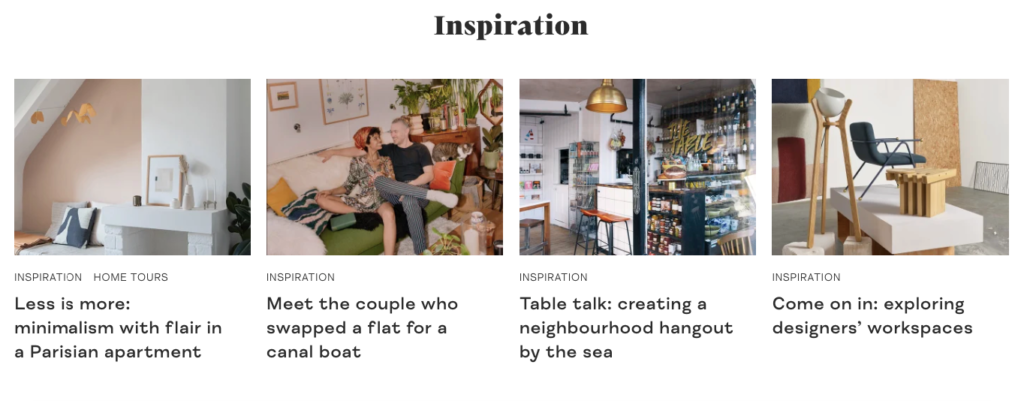 Inspiration
INSPIRATION HOME TOURS
Less is more:
minimalism with flair in
a Parisian apartment
INSPIRATION
Meet the couple who
swapped a flat for a
canal boat
THE
TABLE
INSPIRATION
Table talk: creating a
neighbourhood hangout
by the sea
INSPIRATION
Come on in: exploring
designers’ workspaces